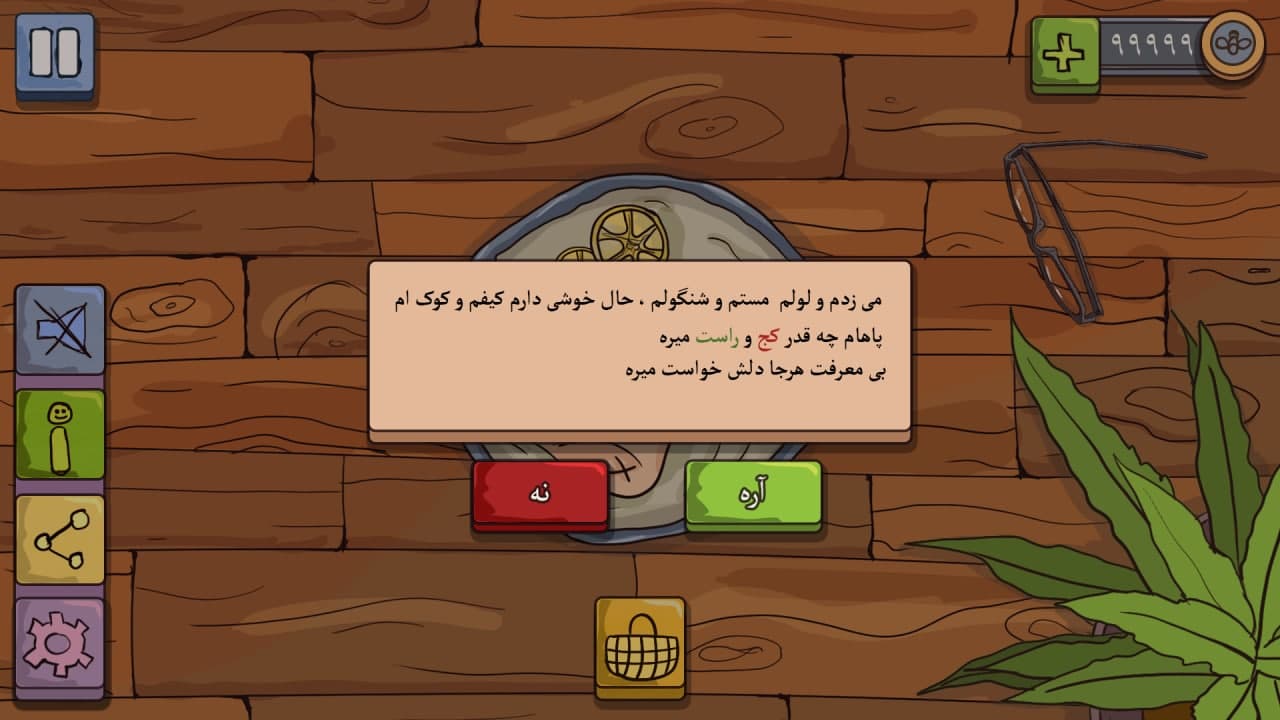 ۹۹۹۹۹
می زدم و لولم مستم و شنگولم ، حال خوشی دارم کیفم و کوک ام
پاهام چه قدر کج و راست میره
بی معرفت هرجا دلش خواست میره
آره
نه